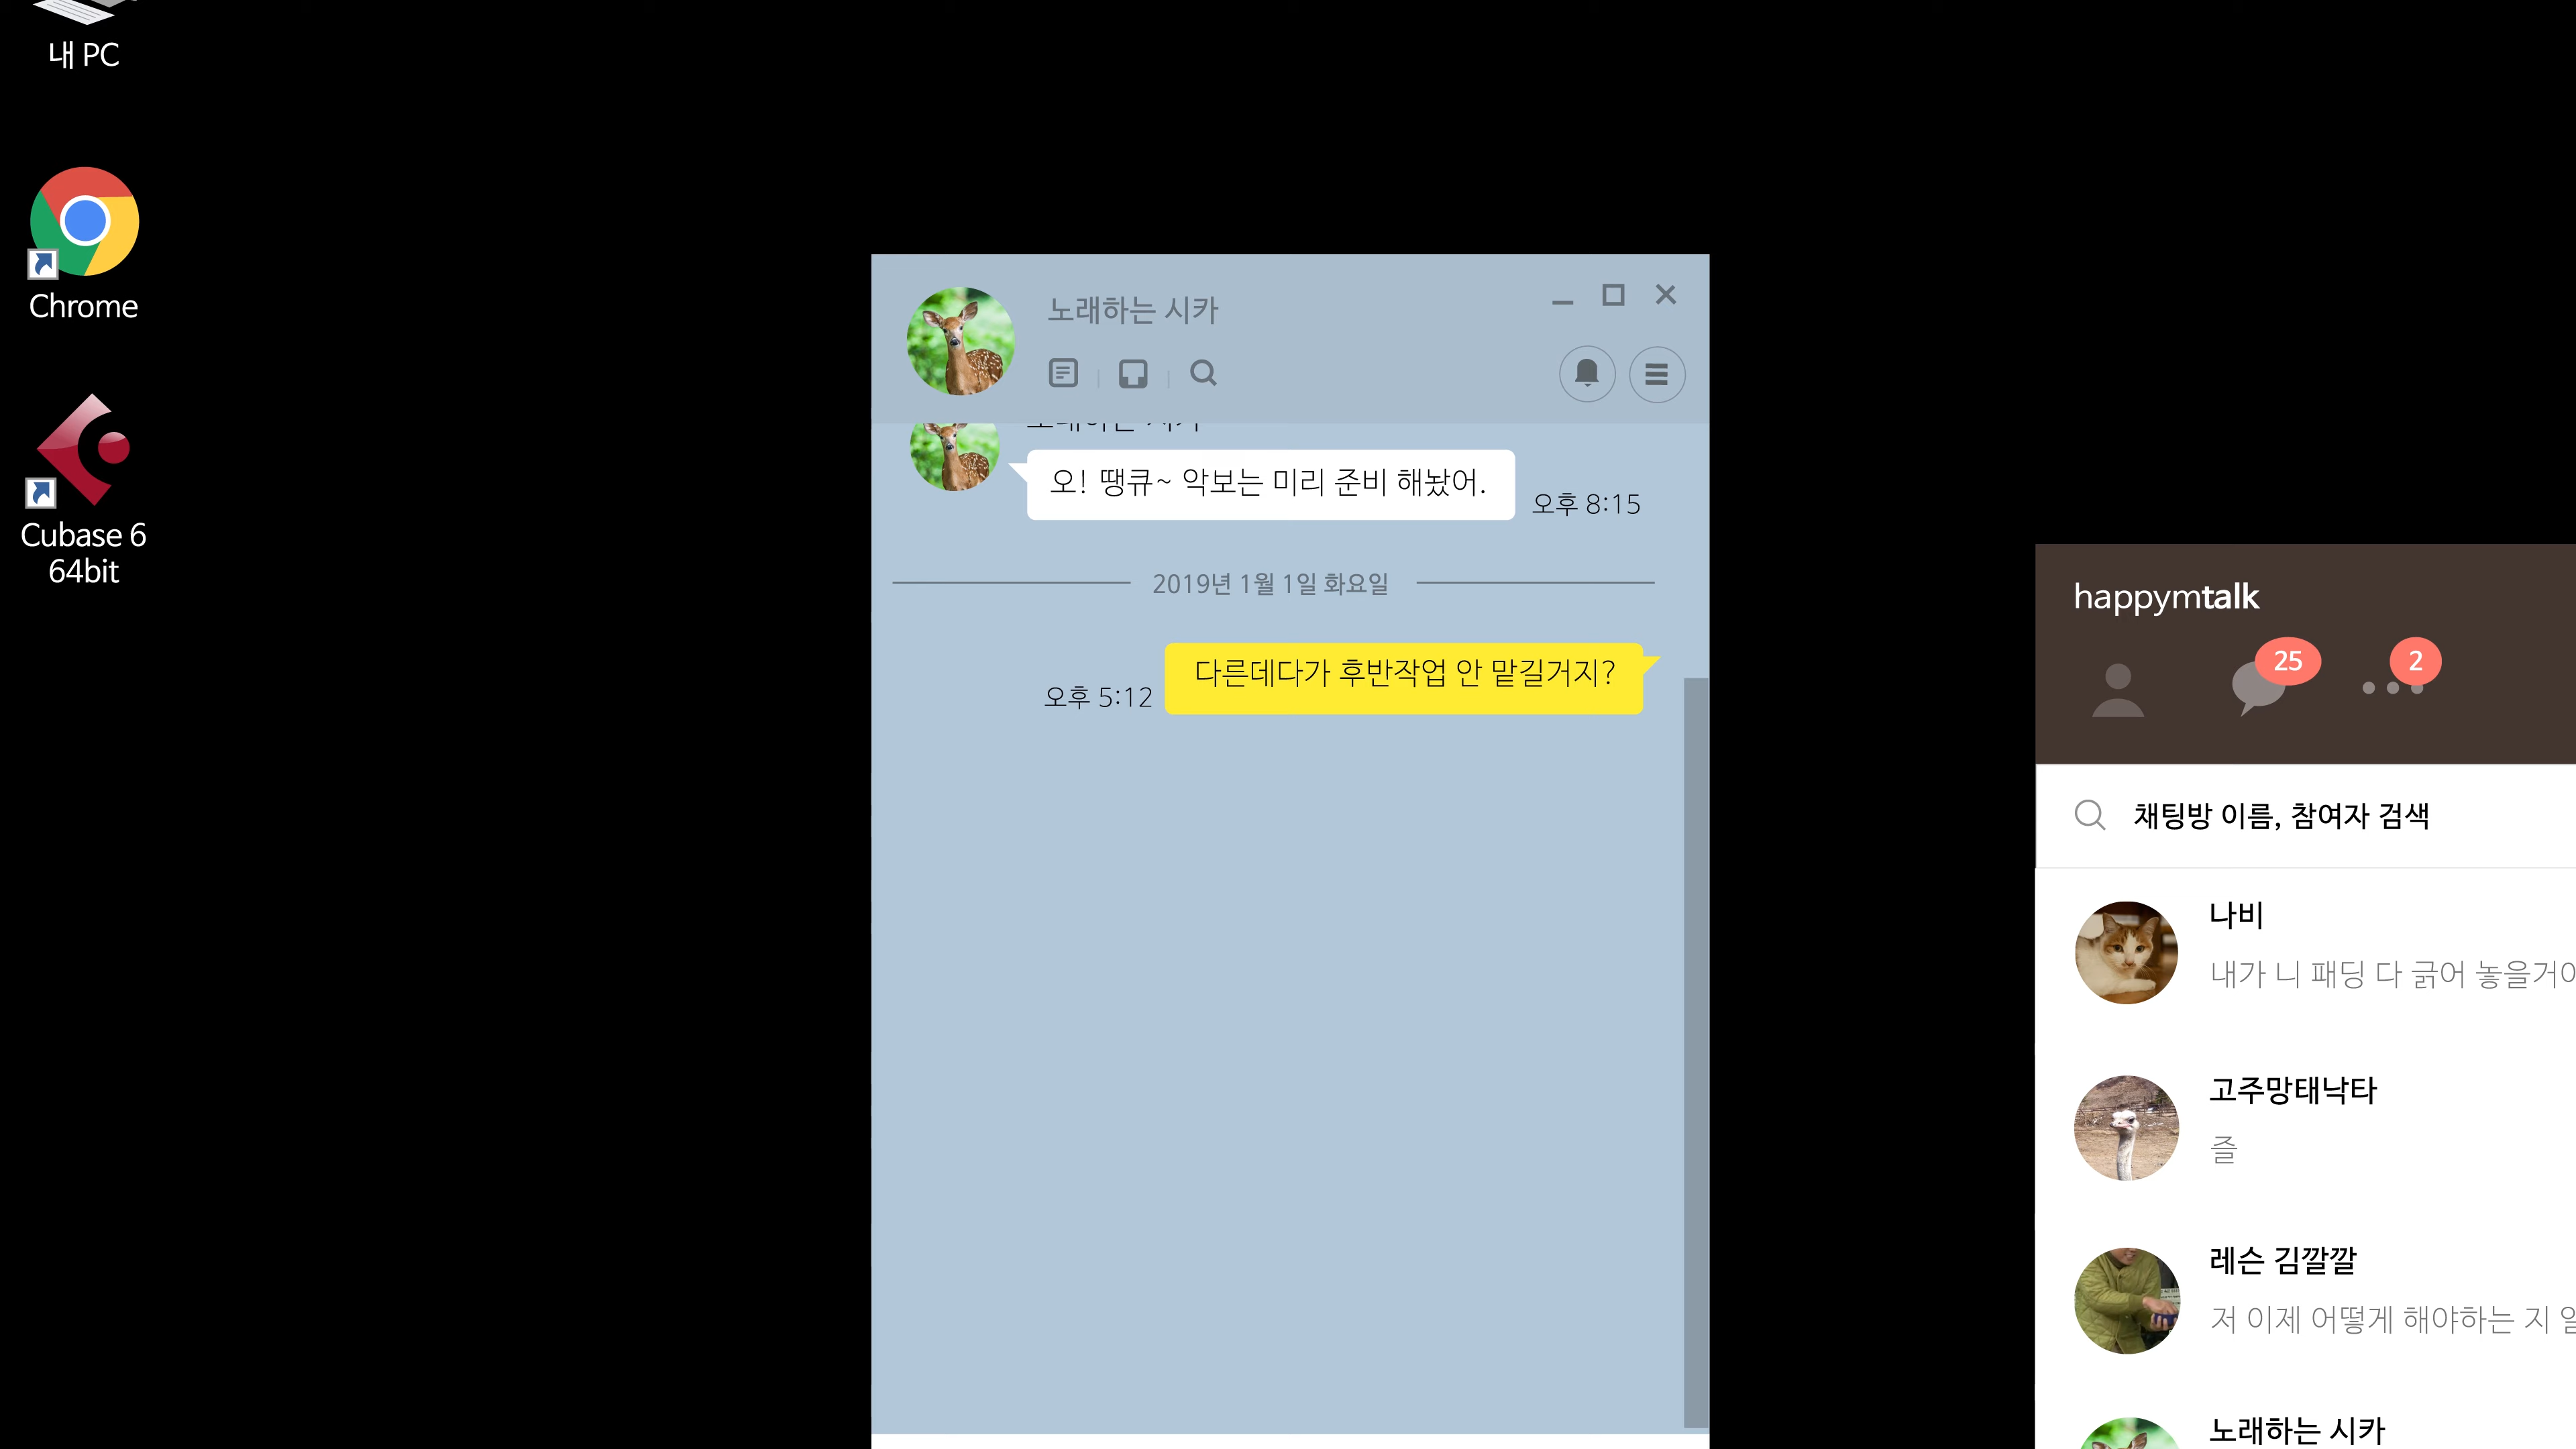 내 PC
Chrome
Cubase 6
64bit
노래하는 시카
오! 땡큐~ 악보는 미리 준비 해놨어.
오후 8:15
2019년 1월 1일 화요일
다른데다가 후반작업 안 맡길거지?
오후 5:12
happymtalk
25
2
채팅방 이름, 참여자 검색
나비
내가 니 패딩 다 긁어 놓을거
고주망태낙타
즐
레슨 김깔깔
저 이제 어떻게 해야하는 지
노래하는 시카